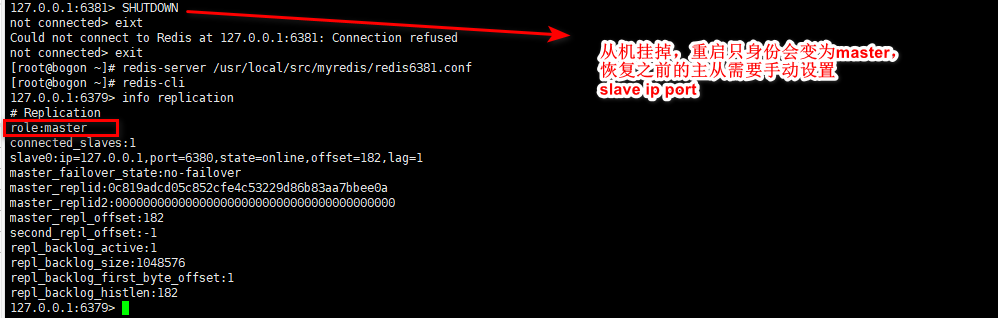 127.0.0.1:6381> SHUTDOWN
not connected> eixt
Could not connect to Redis at 127.0.0.1:6381: Connection refused
not connected> exit
[root@bogon ~]# redis-server /usr/local/src/myredis/redis6381.conf
[root@bogon ~]# redis-cli
127.0.0.1:6379> info replication
# Replication
role:master
connected_slaves:1
slave0:ip=127.0.0.1,port=6380,state=online,offset=182,lag=1
master_failover_state:no-failover
master_replid:0c819adcd05c852cfe4c53229d86b83aa7bbee0a
master_replid2:0000000000000000000000000000000000000000
master_repl_offset:182
second_repl_offset:-1
repl_backlog_active:1
repl_backlog_size:1048576
repl_backlog_first_byte_offset:1
repl_backlog_histlen:182
127.0.0.1:6379>
从机挂掉，重启只身份会变为master，
恢复之前的主从需要手动设置
slave ip port